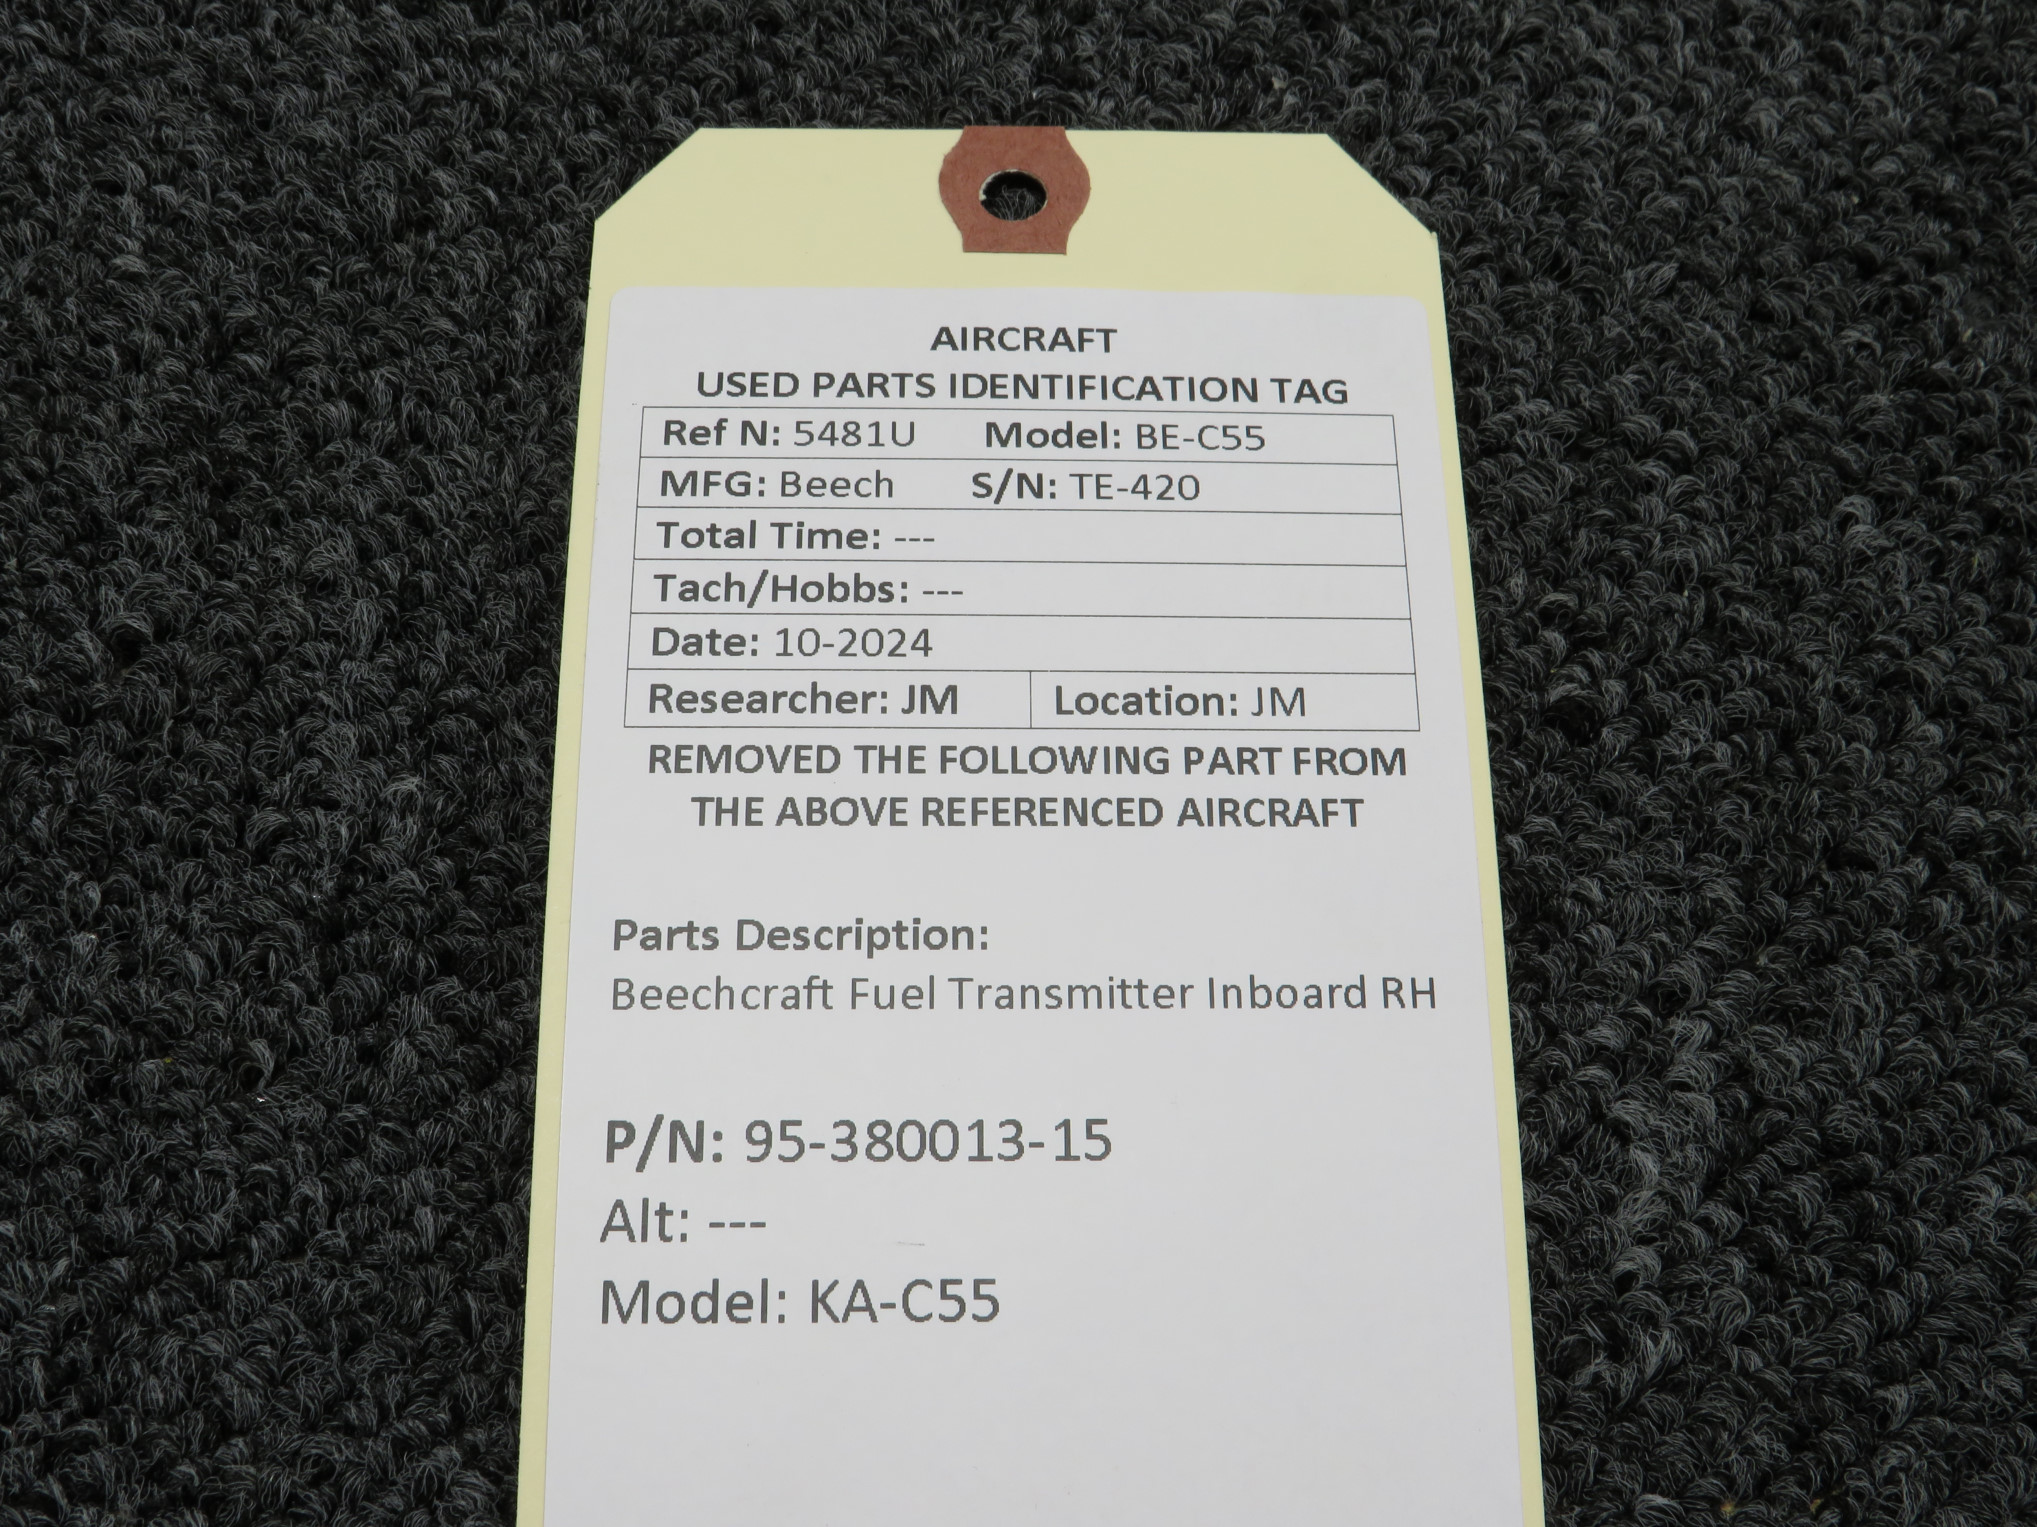 AIRCRAFT
USED PARTS IDENTIFICATION TAG
Ref N: 5481U Model: BE-C55
MFG: Beech S/N: TE-420
Total Time: ---
Tach/Hobbs: ---
Date: 10-2024
Researcher: JM Location: JM
REMOVED THE FOLLOWING PART FROM
THE ABOVE REFERENCED AIRCRAFT
Parts Description:
Beechcraft Fuel Transmitter Inboard RH
P/N: 95-380013-15
Alt: ---
Model: KA-C55